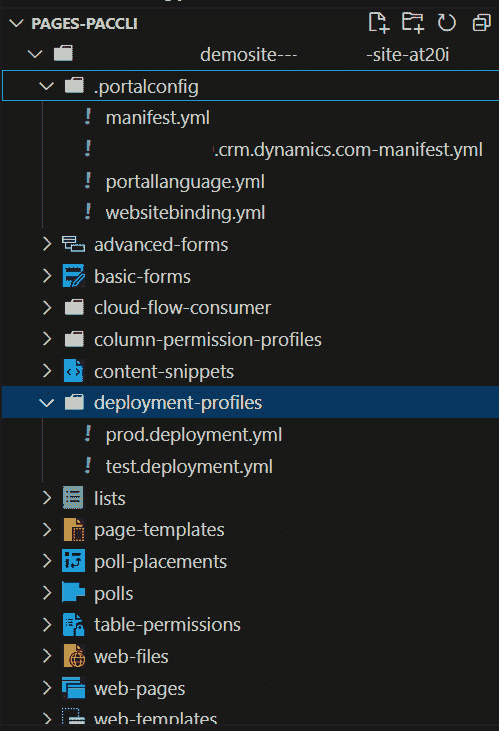 PAGES-PACCLI
demosite--- -site-at20i
.portalconfig
manifest.yml
.crm.dynamics.com-manifest.yml
portallanguage.yml
websitebinding.yml
advanced-forms
basic-forms
cloud-flow-consumer
column-permission-profiles
content-snippets
deployment-profiles
prod.deployment.yml
test.deployment.yml
lists
page-templates
poll-placements
polls
table-permissions
web-files
web-pages
web-templates